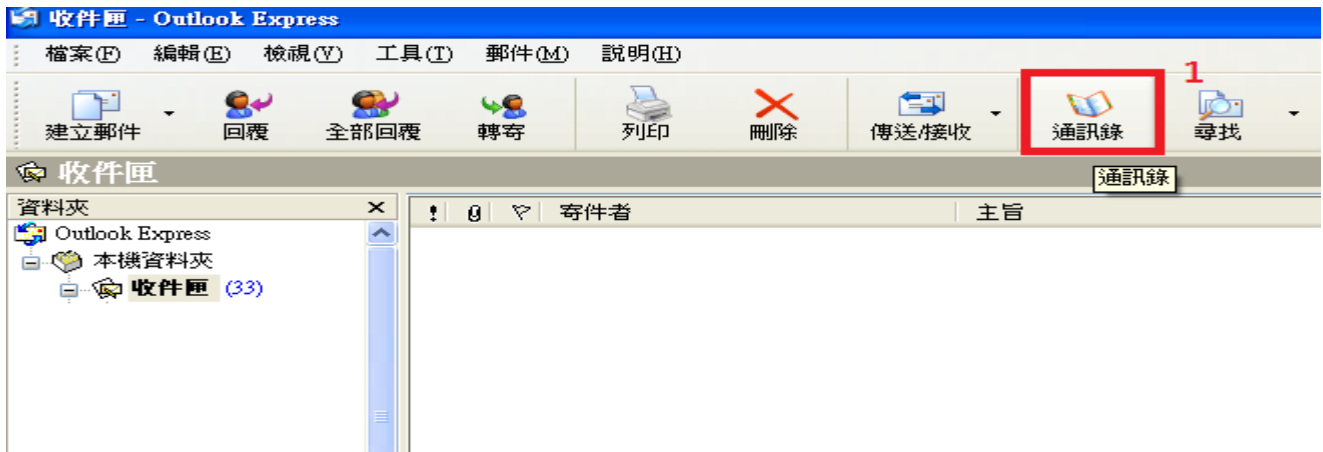 收件匣 - Outlook Express
檔案(F) 編輯(E) 檢視(V) 工具(T) 郵件(M) 說明(H)
1
建立郵件 回覆 全部回覆 轉寄 列印 刪除 傳送/接收 通訊錄 尋找
收件匣
通訊錄
資料夾 寄件者 主旨
Outlook Express
本機資料夾
收件匣 (33)